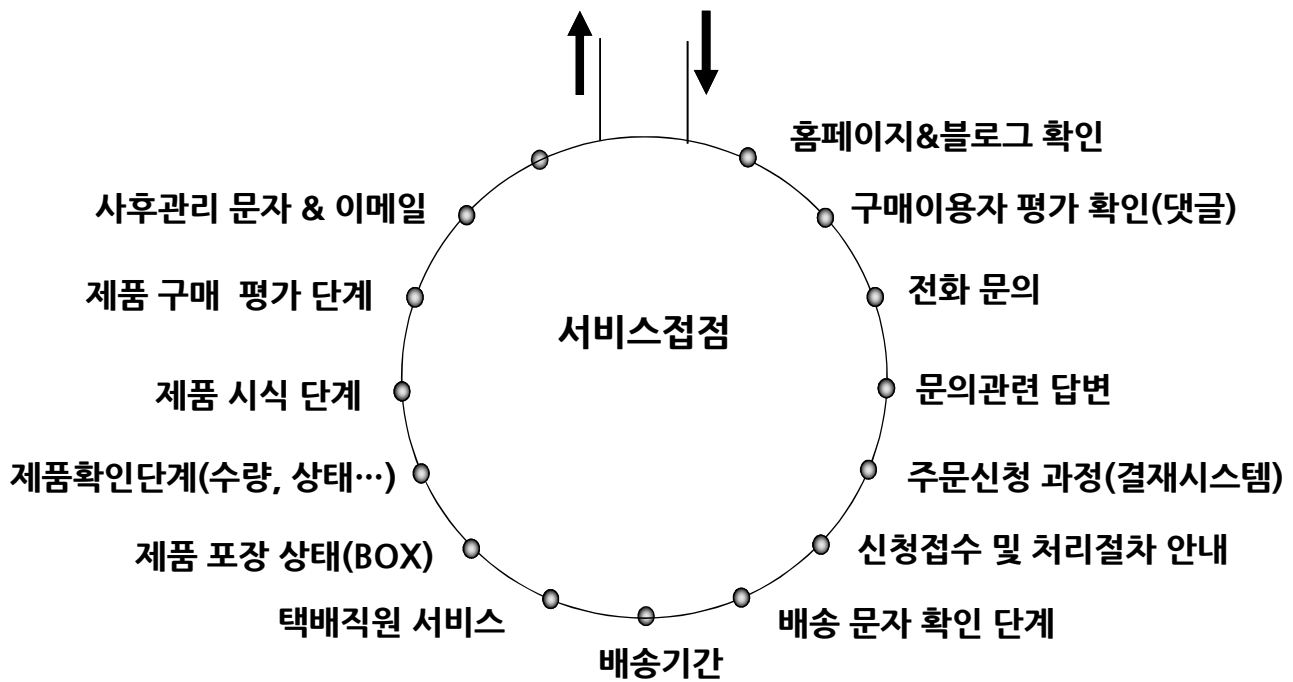 홈페이지&블로그 확인
구매이용자 평가 확인(댓글)
전화 문의
문의관련 답변
주문신청 과정(결재시스템)
신청접수 및 처리절차 안내
배송 문자 확인 단계
배송기간
택배직원 서비스
제품 포장 상태(BOX)
제품확인단계(수량, 상태…)
제품 시식 단계
제품 구매  평가 단계
사후관리 문자 & 이메일
서비스접점